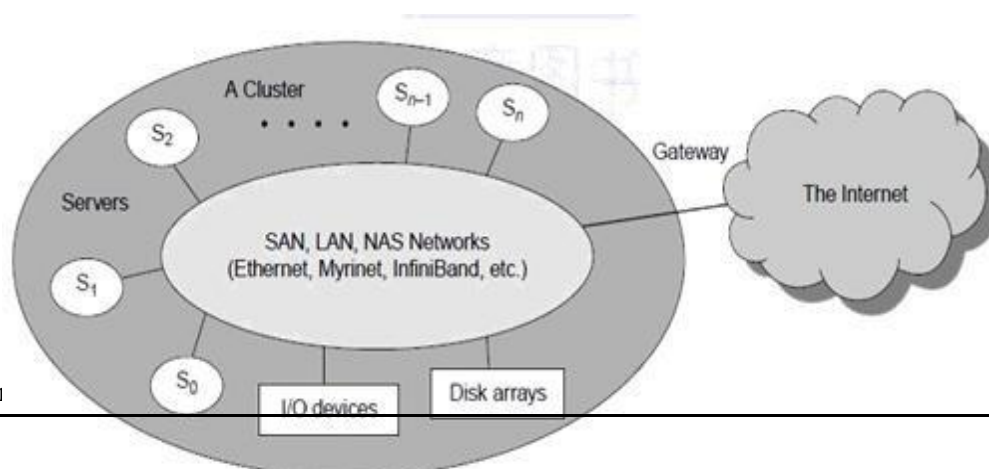 A Cluster
S₂
. . . .
Sₙ₋₁
Sₙ
Servers
Gateway
The Internet
SAN, LAN, NAS Networks
(Ethernet, Myrinet, InfiniBand, etc.)
S₁
S₀
I/O devices
Disk arrays